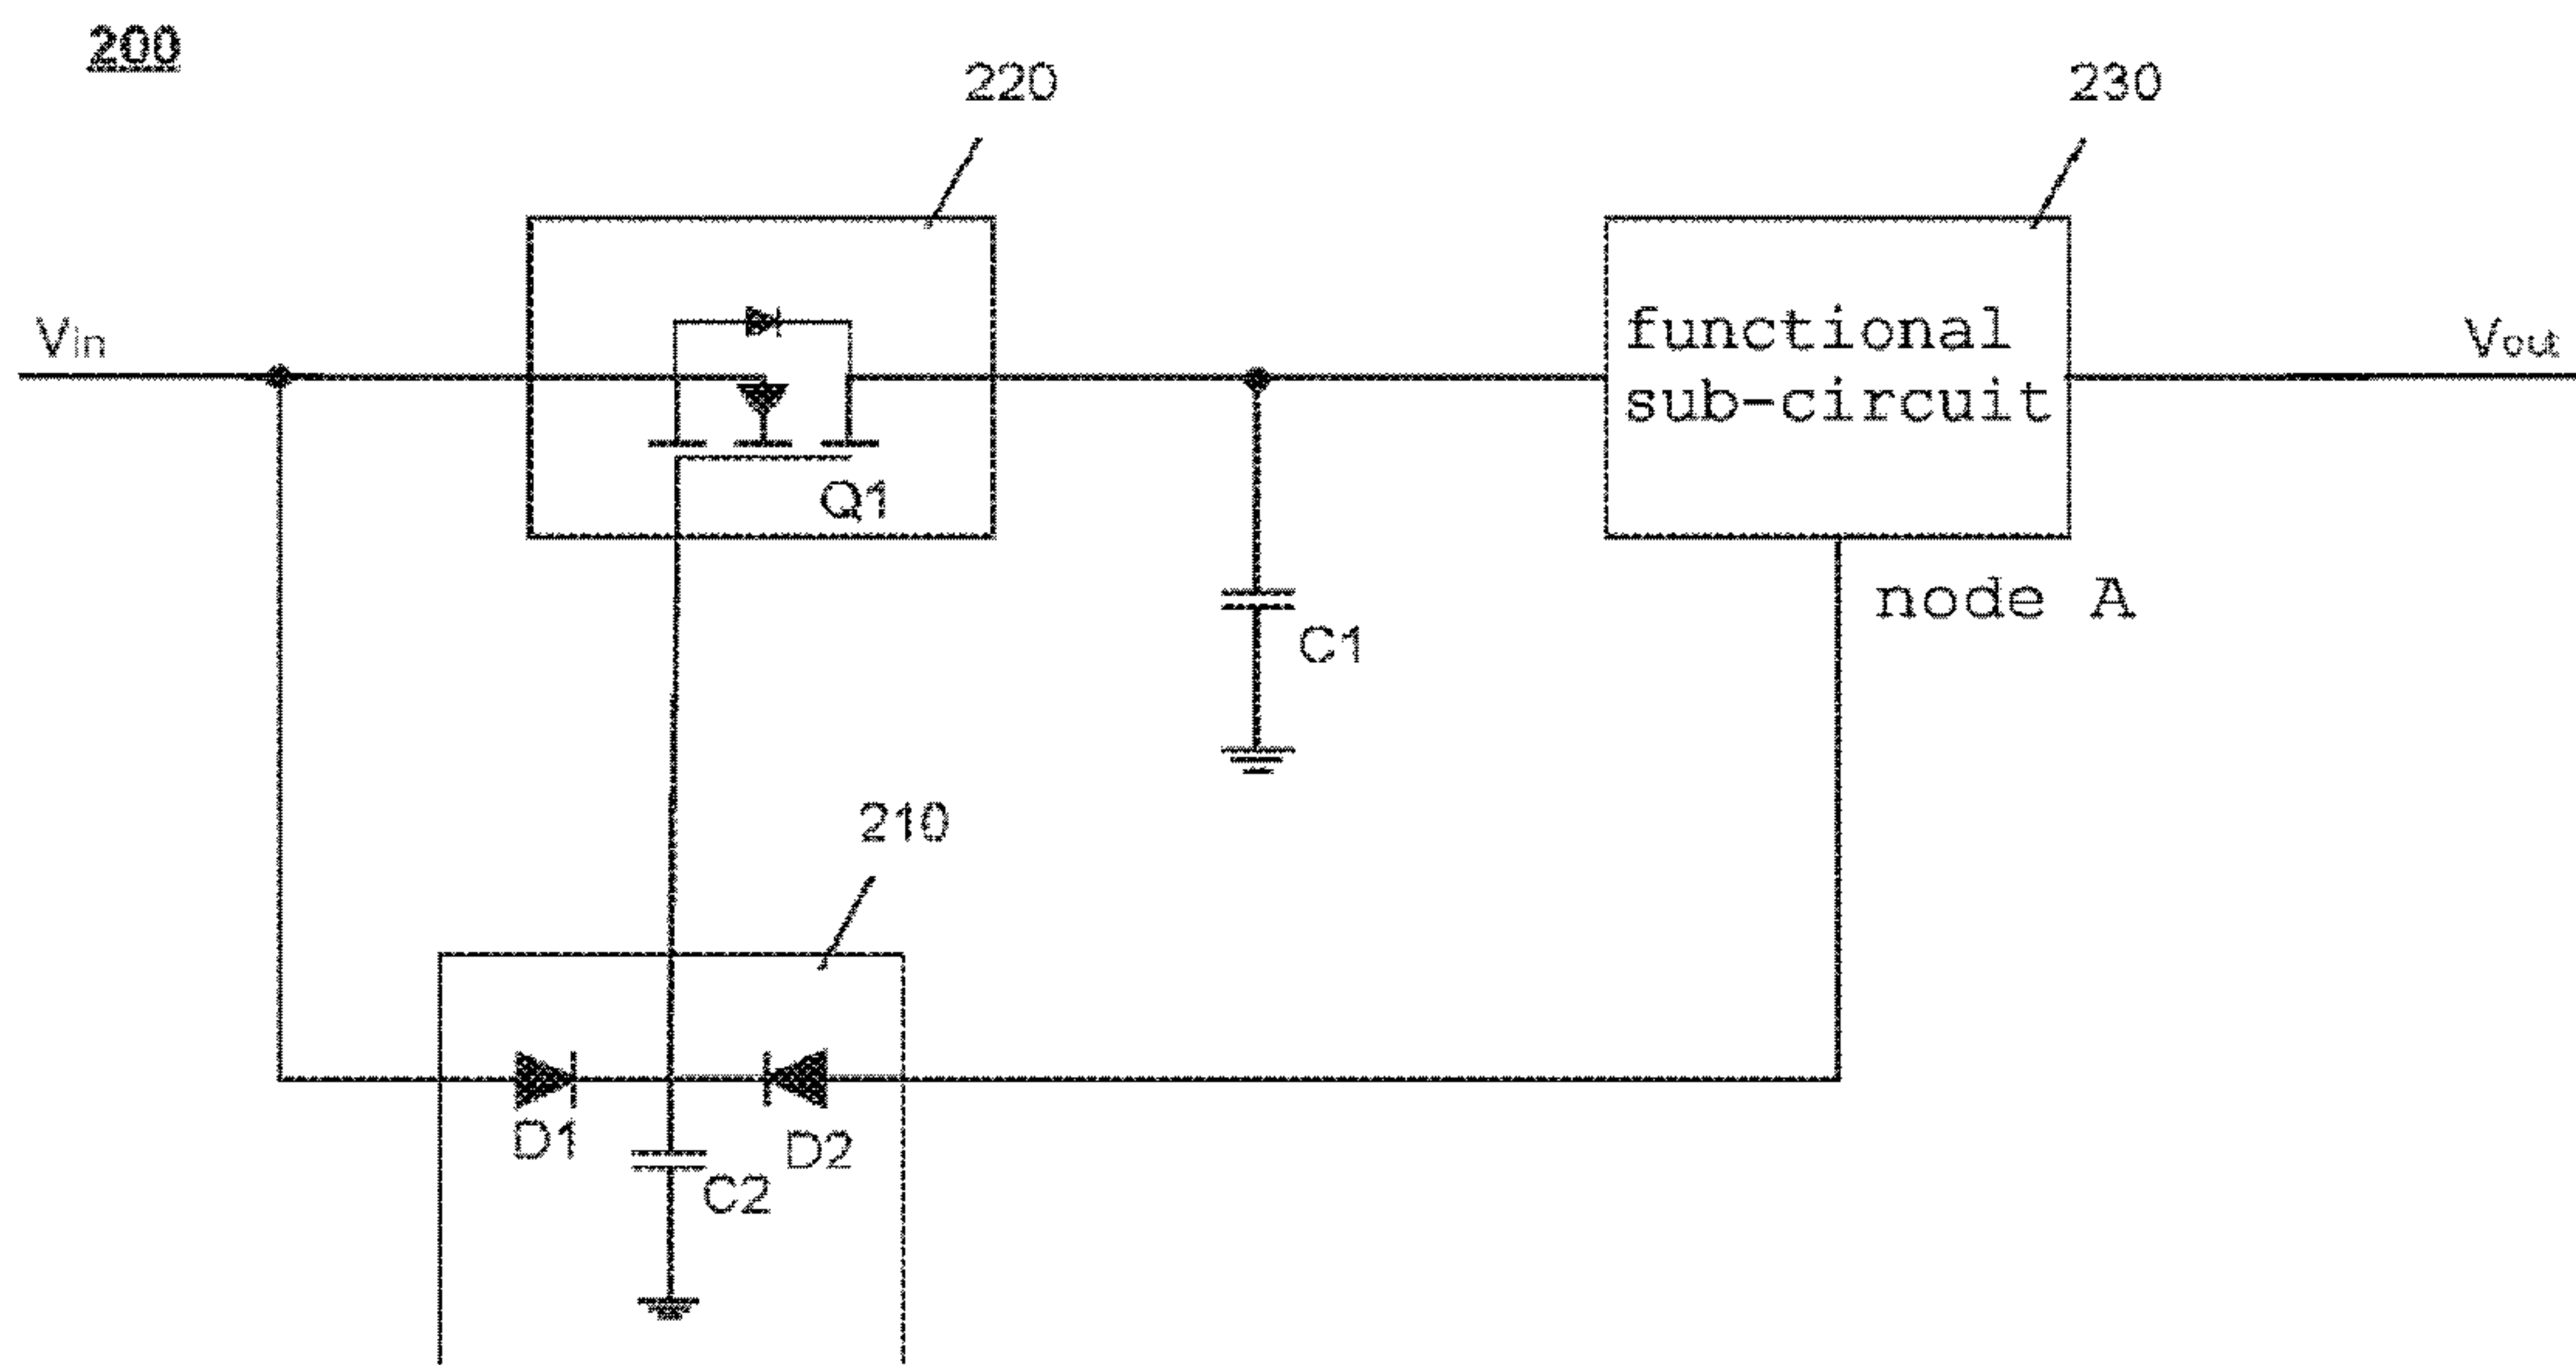 200
220
230
Vin
functional
sub-circuit
Vout
Q1
node A
C1
210
D1
D2
C2